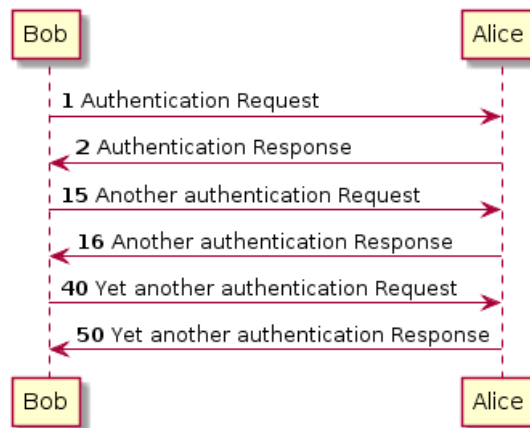 Bob Alice
1 Authentication Request
2 Authentication Response
15 Another authentication Request
16 Another authentication Response
40 Yet another authentication Request
50 Yet another authentication Response
Bob Alice